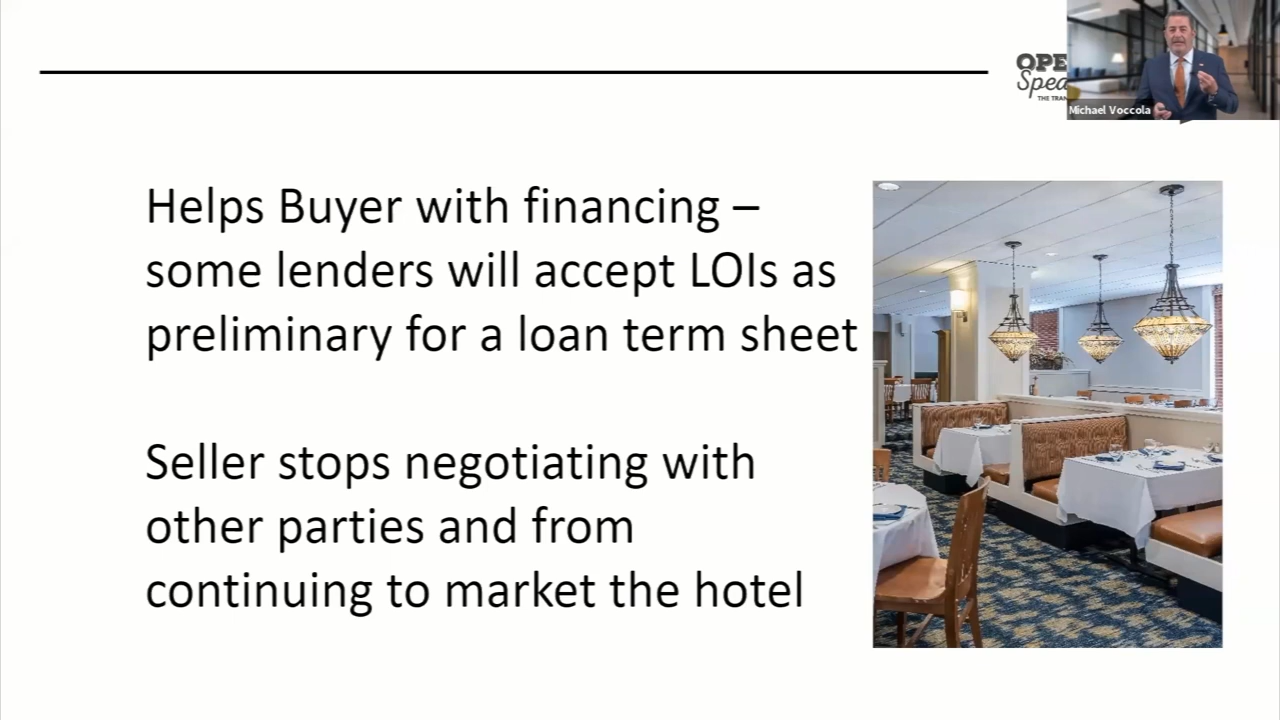 Helps Buyer with financing –
some lenders will accept LOIs as
preliminary for a loan term sheet
Seller stops negotiating with
other parties and from
continuing to market the hotel
Michael Voccola
THE